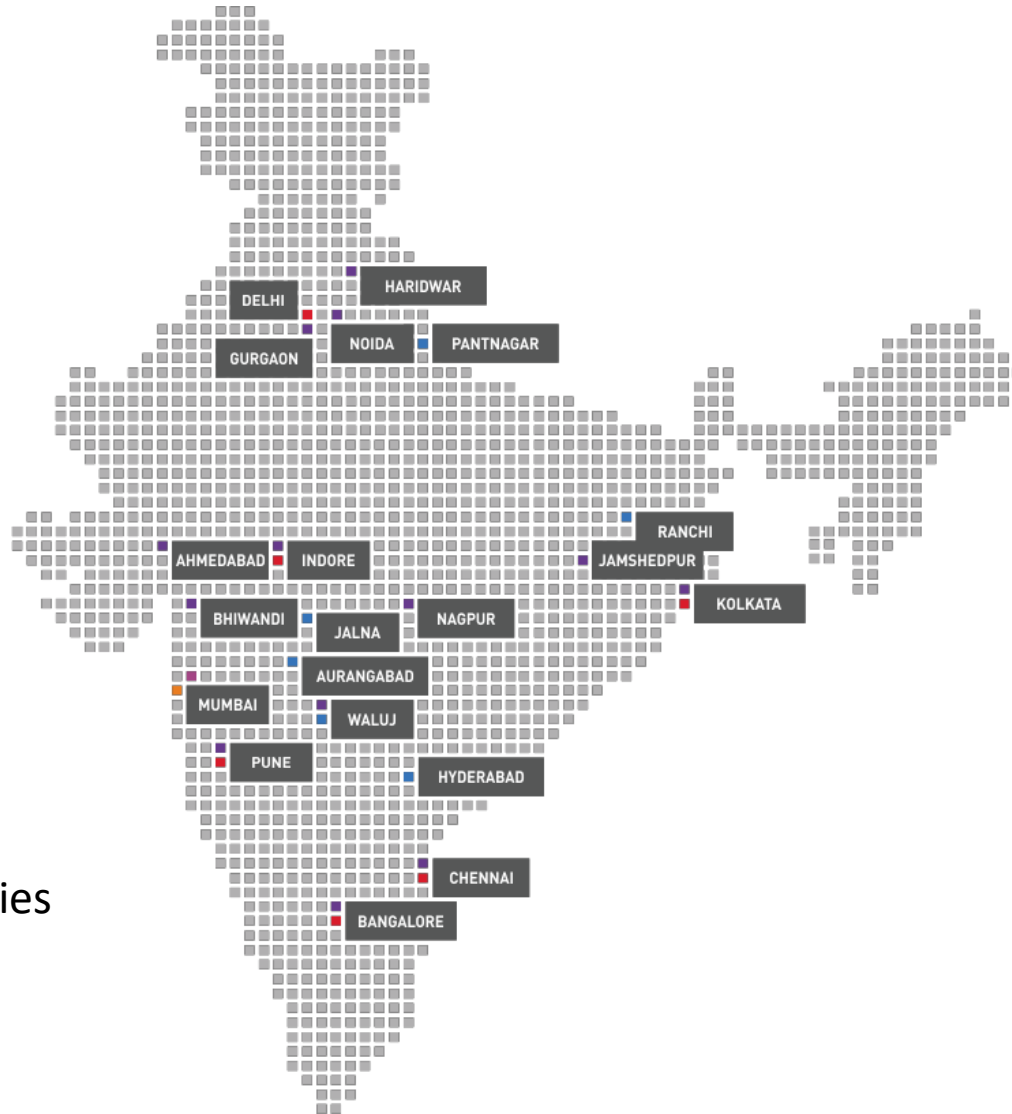 HARIDWAR
DELHI
NOIDA
PANTNAGAR
GURGAON
RANCHI
AHMEDABAD
INDORE
JAMSHEDPUR
KOLKATA
BHIWANDI
NAGPUR
JALNA
AURANGABAD
MUMBAI
WALUJ
PUNE
HYDERABAD
CHENNAI
ies
BANGALORE